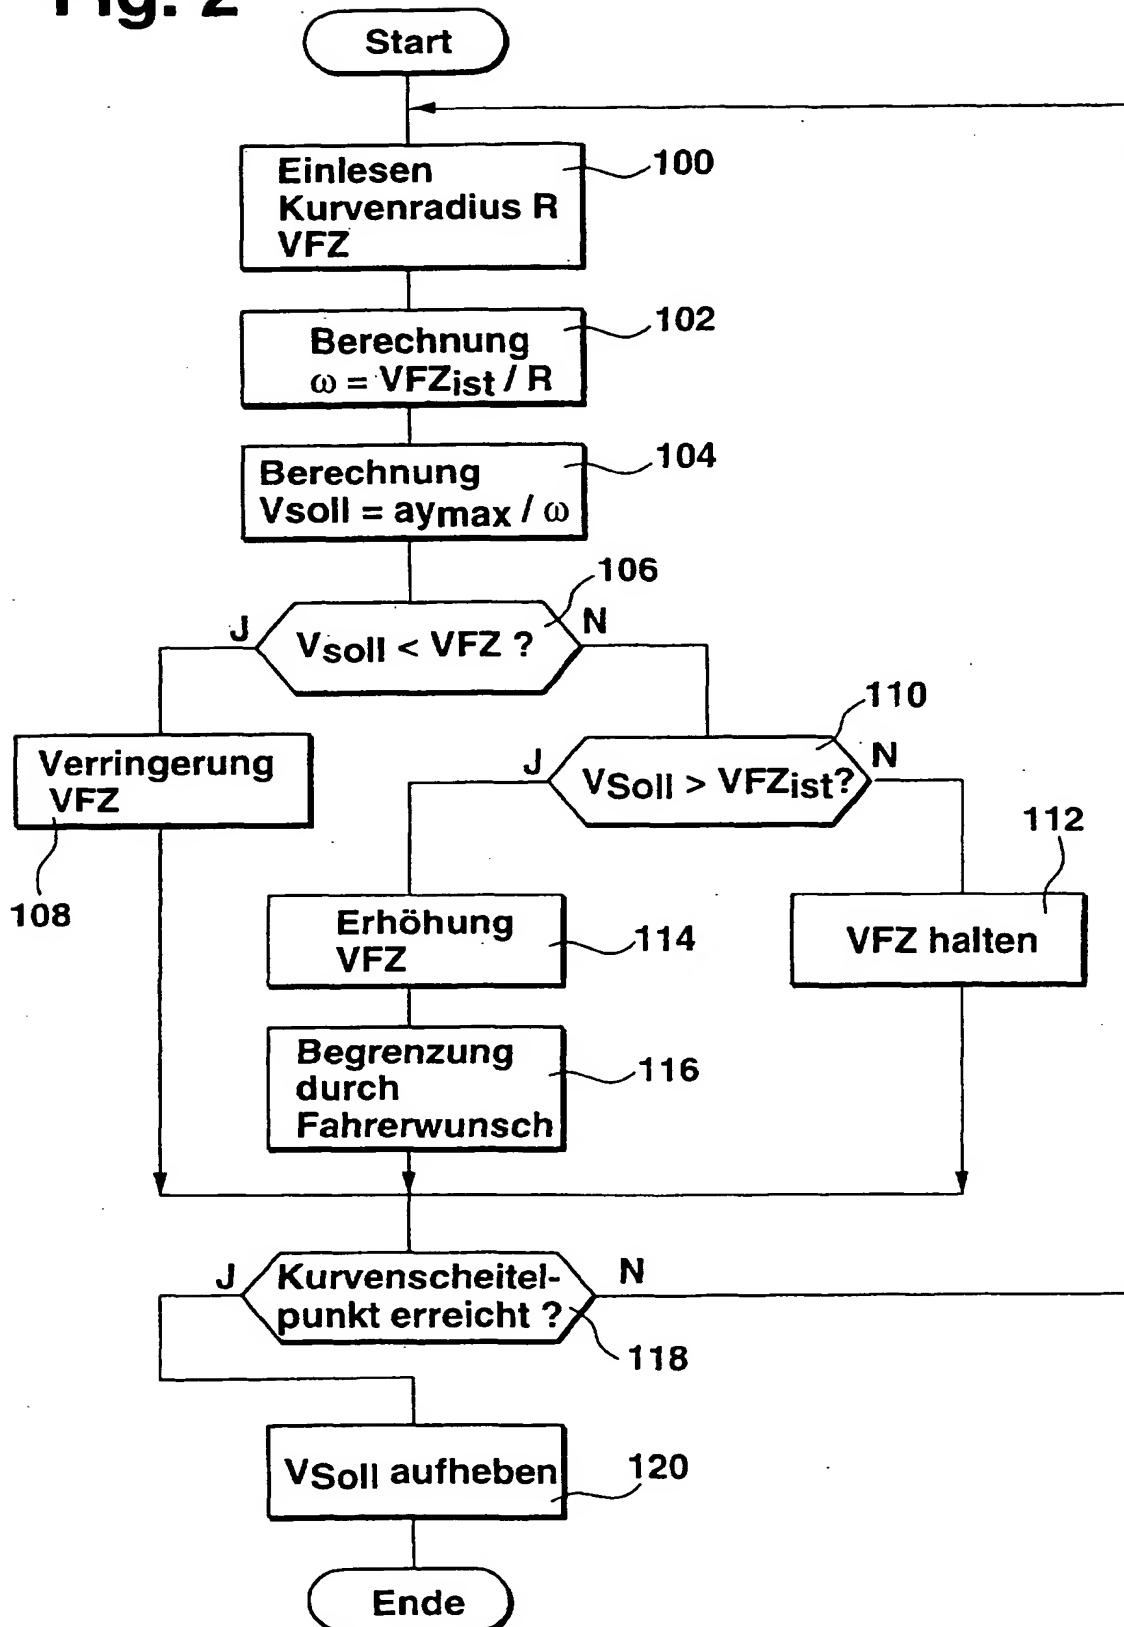 Fig. 2
Start
Einlesen
Kurvenradius R
VFZ
100
Berechnung
ω = VFZist / R
102
Berechnung
Vsoll = aymax / ω
104
106
J
Vsoll < VFZ ?
N
110
Verringerung
VFZ
108
J
VSoll > VFZist?
N
112
Erhöhung
VFZ
114
VFZ halten
Begrenzung
durch
Fahrerwunsch
116
J
Kurvenscheitel-
punkt erreicht ?
N
118
VSoll aufheben
120
Ende